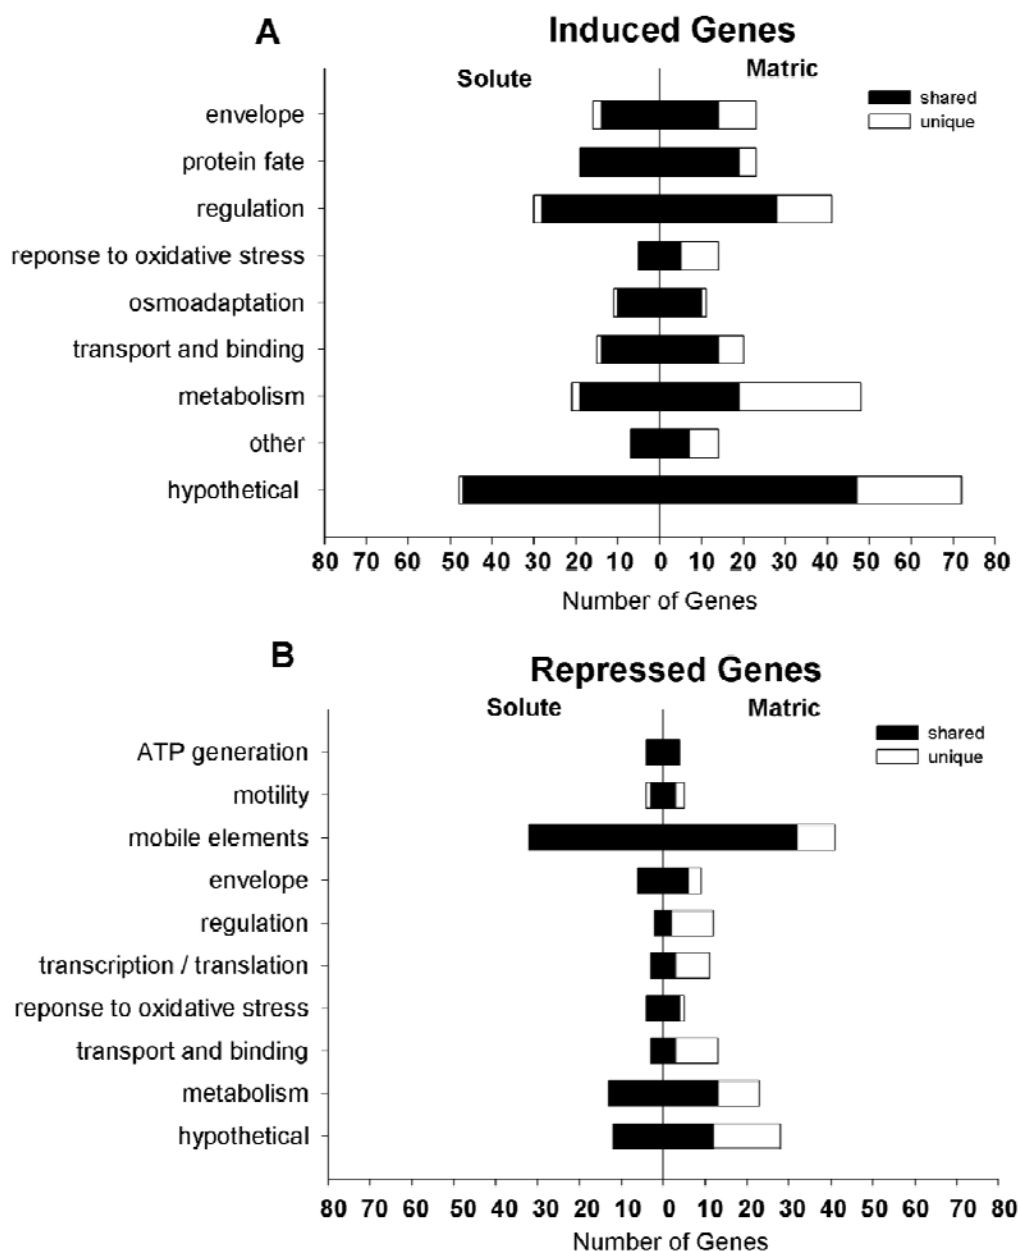 A
Induced Genes
Solute
Matric
shared
unique
envelope
protein fate
regulation
reponse to oxidative stress
osmoadaptation
transport and binding
metabolism
other
hypothetical
80 70 60 50 40 30 20 10 0 10 20 30 40 50 60 70 80
Number of Genes
B
Repressed Genes
Solute
Matric
shared
unique
ATP generation
motility
mobile elements
envelope
regulation
transcription / translation
reponse to oxidative stress
transport and binding
metabolism
hypothetical
80 70 60 50 40 30 20 10 0 10 20 30 40 50 60 70 80
Number of Genes